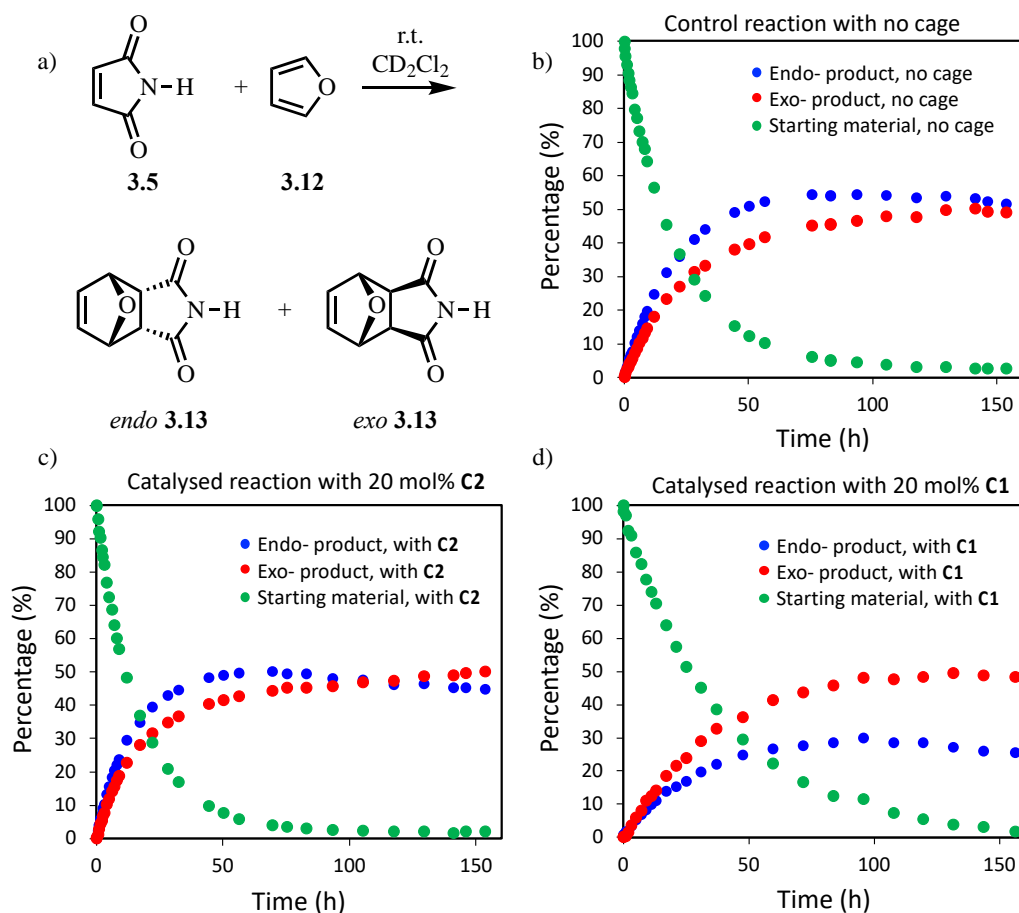 a)
O
N-H
O
3.5
+
O
3.12
r.t.
CD2Cl2
O
O
N-H
O
endo 3.13
+
O
O
N-H
O
exo 3.13
b)
Control reaction with no cage
Endo- product, no cage
Exo- product, no cage
Starting material, no cage
Percentage (%)
100
90
80
70
60
50
40
30
20
10
0
0 50 100 150
Time (h)
c)
Catalysed reaction with 20 mol% C2
Endo- product, with C2
Exo- product, with C2
Starting material, with C2
Percentage (%)
100
90
80
70
60
50
40
30
20
10
0
0 50 100 150
Time (h)
d)
Catalysed reaction with 20 mol% C1
Endo- product, with C1
Exo- product, with C1
Starting material, with C1
Percentage (%)
100
90
80
70
60
50
40
30
20
10
0
0 50 100 150
Time (h)